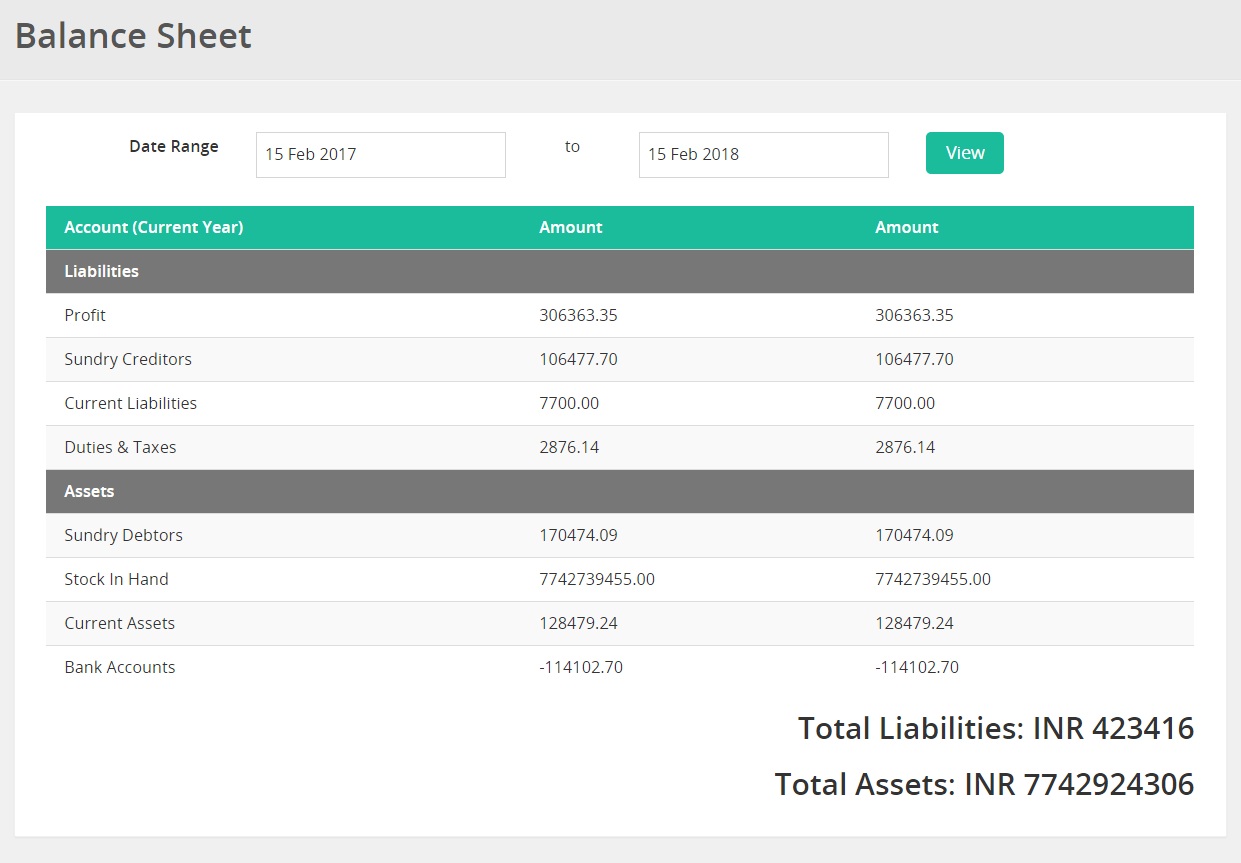 Balance Sheet
Date Range 15 Feb 2017 to 15 Feb 2018 View
Account (Current Year) Amount Amount
Liabilities
Profit 306363.35 306363.35
Sundry Creditors 106477.70 106477.70
Current Liabilities 7700.00 7700.00
Duties & Taxes 2876.14 2876.14
Assets
Sundry Debtors 170474.09 170474.09
Stock In Hand 7742739455.00 7742739455.00
Current Assets 128479.24 128479.24
Bank Accounts -114102.70 -114102.70
Total Liabilities: INR 423416
Total Assets: INR 7742924306